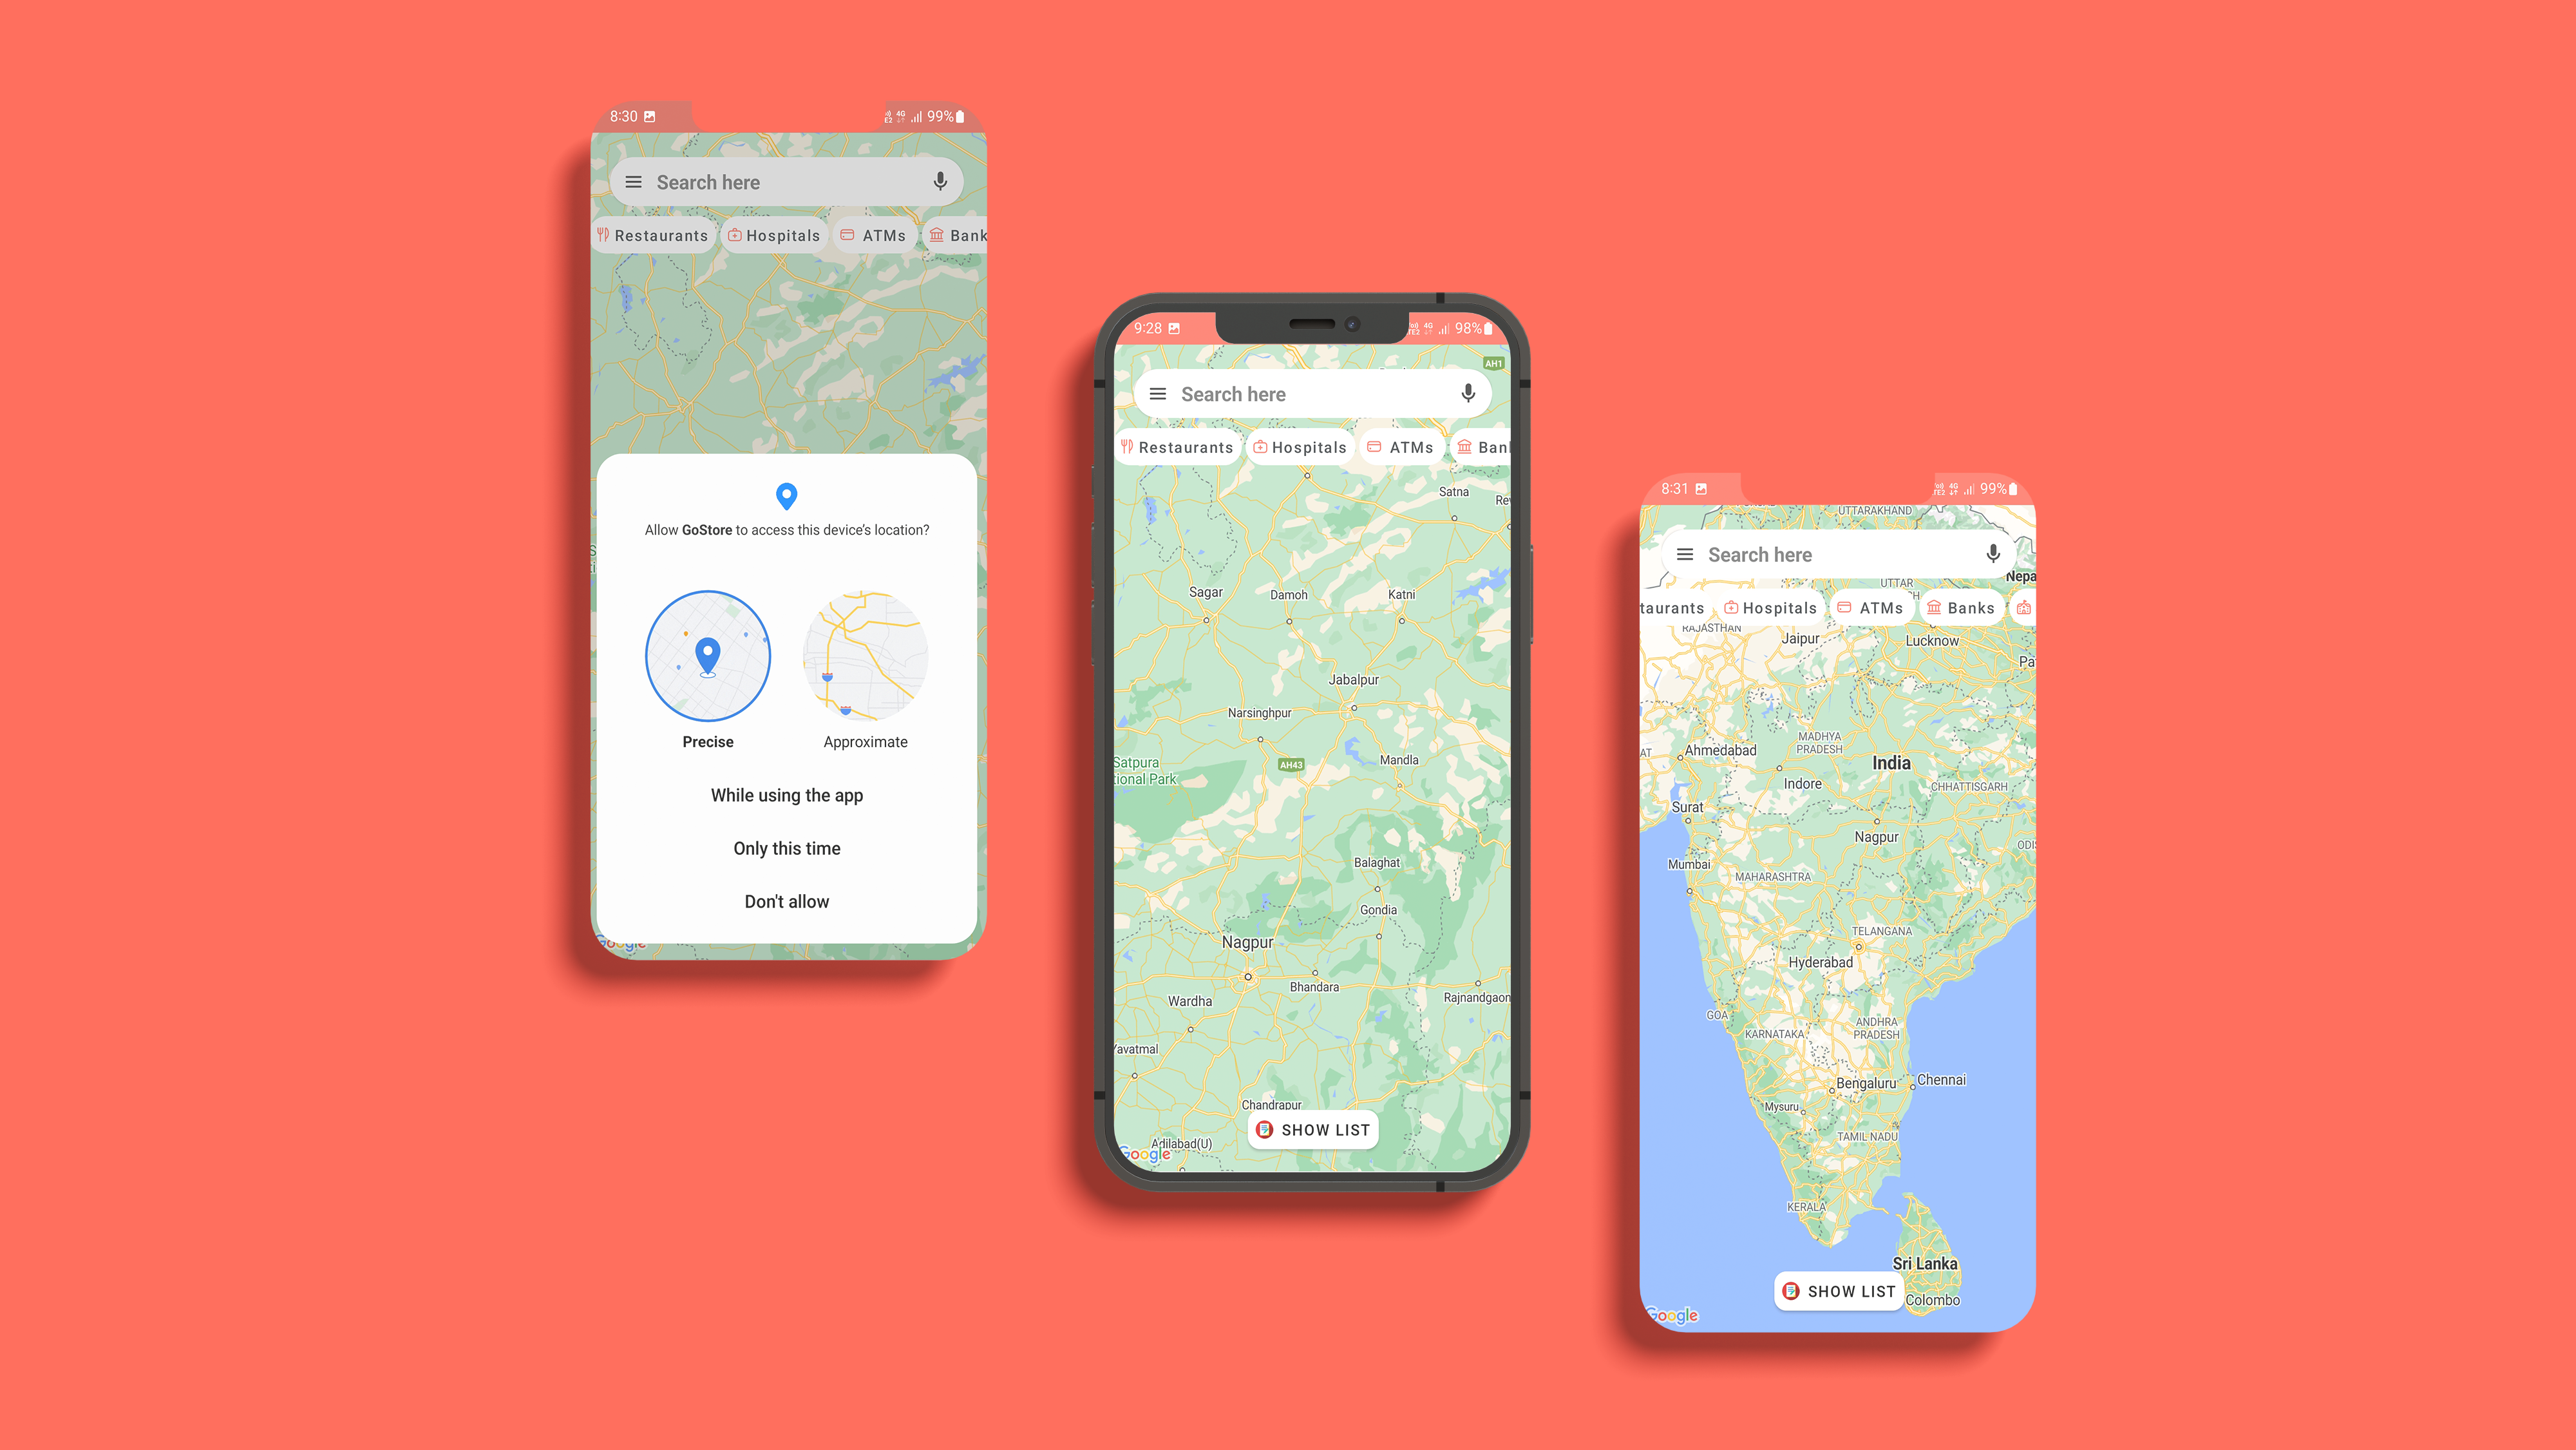 8:30
4G 99%
Search here
Restaurants
Hospitals
ATMs
Bank
Allow GoStore to access this device's location?
Precise
Approximate
While using the app
Only this time
Don't allow
Google
9:28
4G 98%
AH1
Search here
Restaurants
Hospitals
ATMs
Satna
Sagar
Damoh
Katni
Jabalpur
Narsinghpur
AH43
Mandla
Satpura
Park
Balaghat
Gondia
Nagpur
Bhandara
Wardha
Rajnandgaon
Chandrapur
SHOW LIST
Adilabad(U)
Google
8:31
4G 99%
UTTARAKHAND
Search here
UTTAR
taurants
Hospitals
ATMs
Banks
RAJASTHAN
Jaipur
Lucknow
MADHYA
PRADESH
Ahmedabad
India
Indore
CHHATTISGARH
Surat
Nagpur
Mumbai
MAHARASHTRA
TELANGANA
Hyderabad
GOA
KARNATAKA
ANDHRA
PRADESH
Bengaluru
Chennai
Mysuru
TAMIL NADU
KERALA
Sri Lanka
SHOW LIST
Colombo
Google